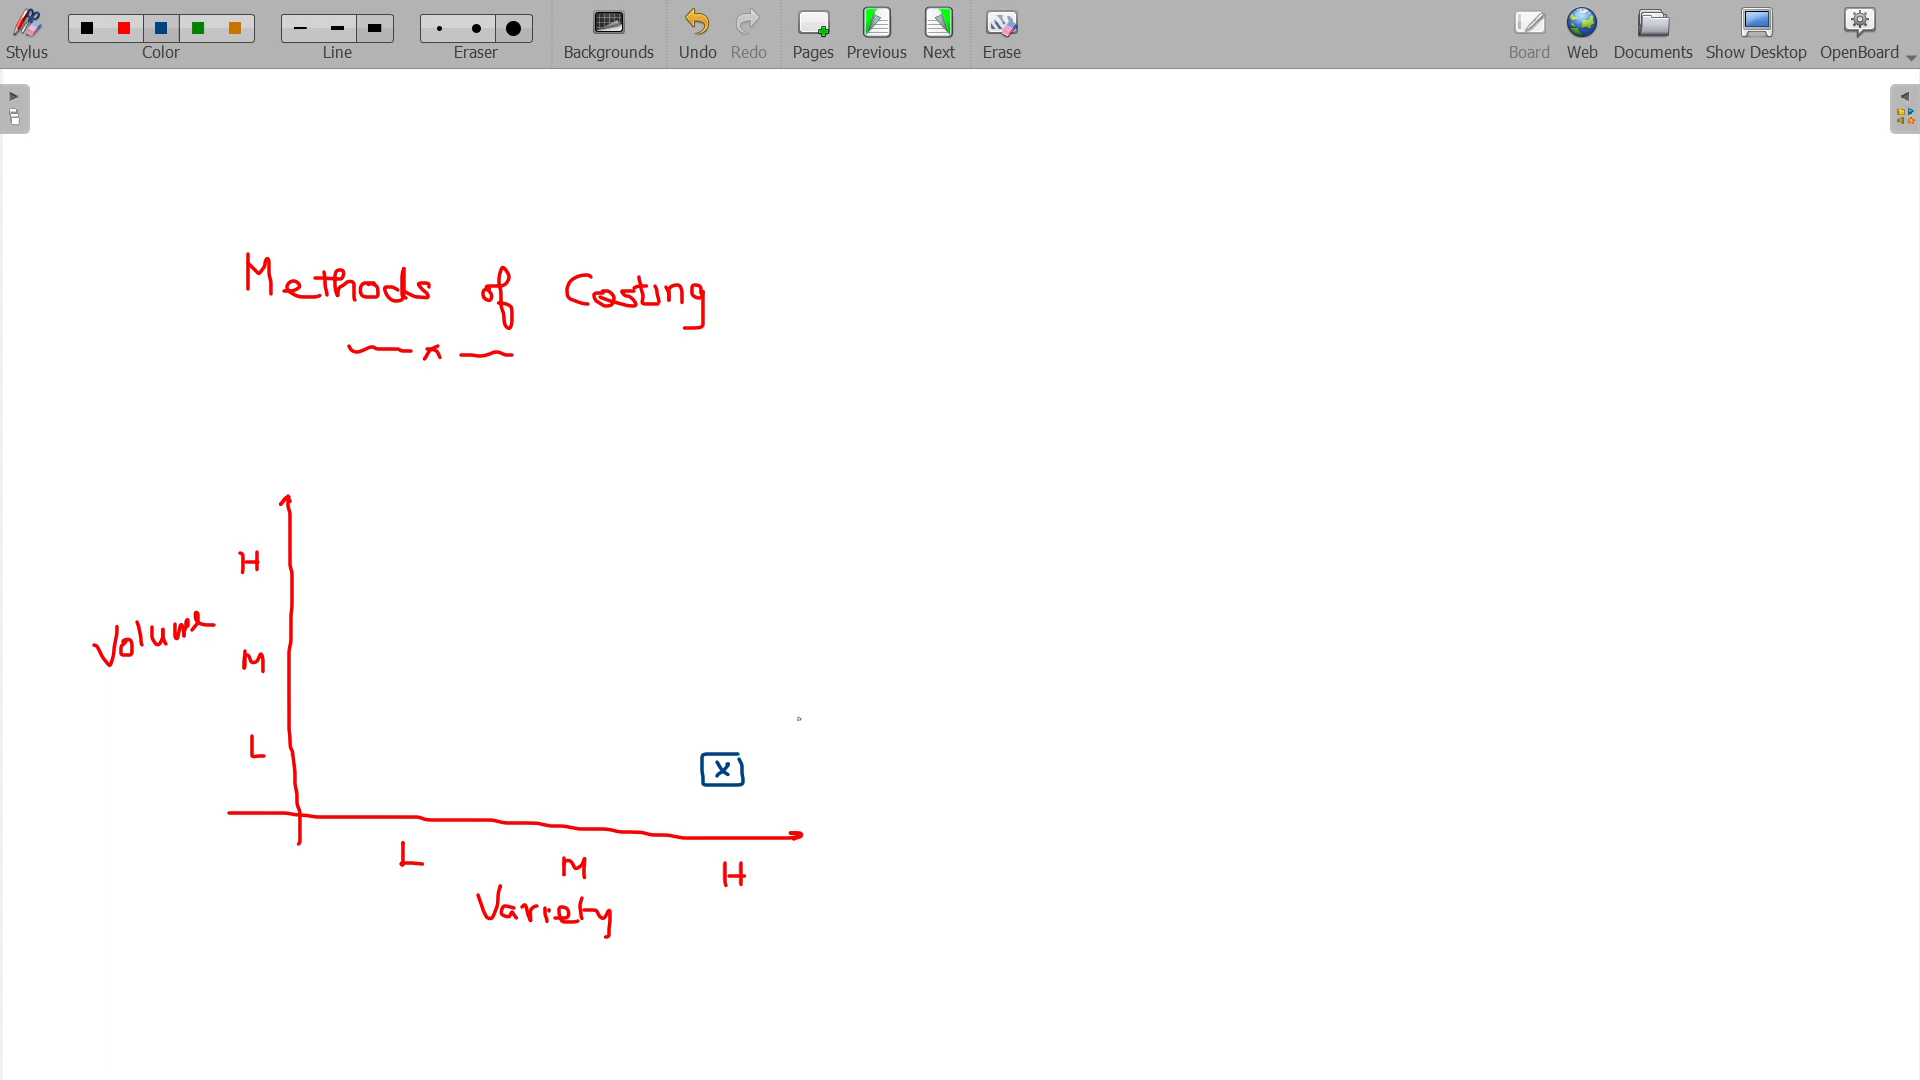 Stylus Color Line Eraser Backgrounds Undo Redo Pages Previous Next Erase Board Web Documents Show Desktop OpenBoard
Methods of Costing
x
H
Volume
M
L
X
L M H
Variety